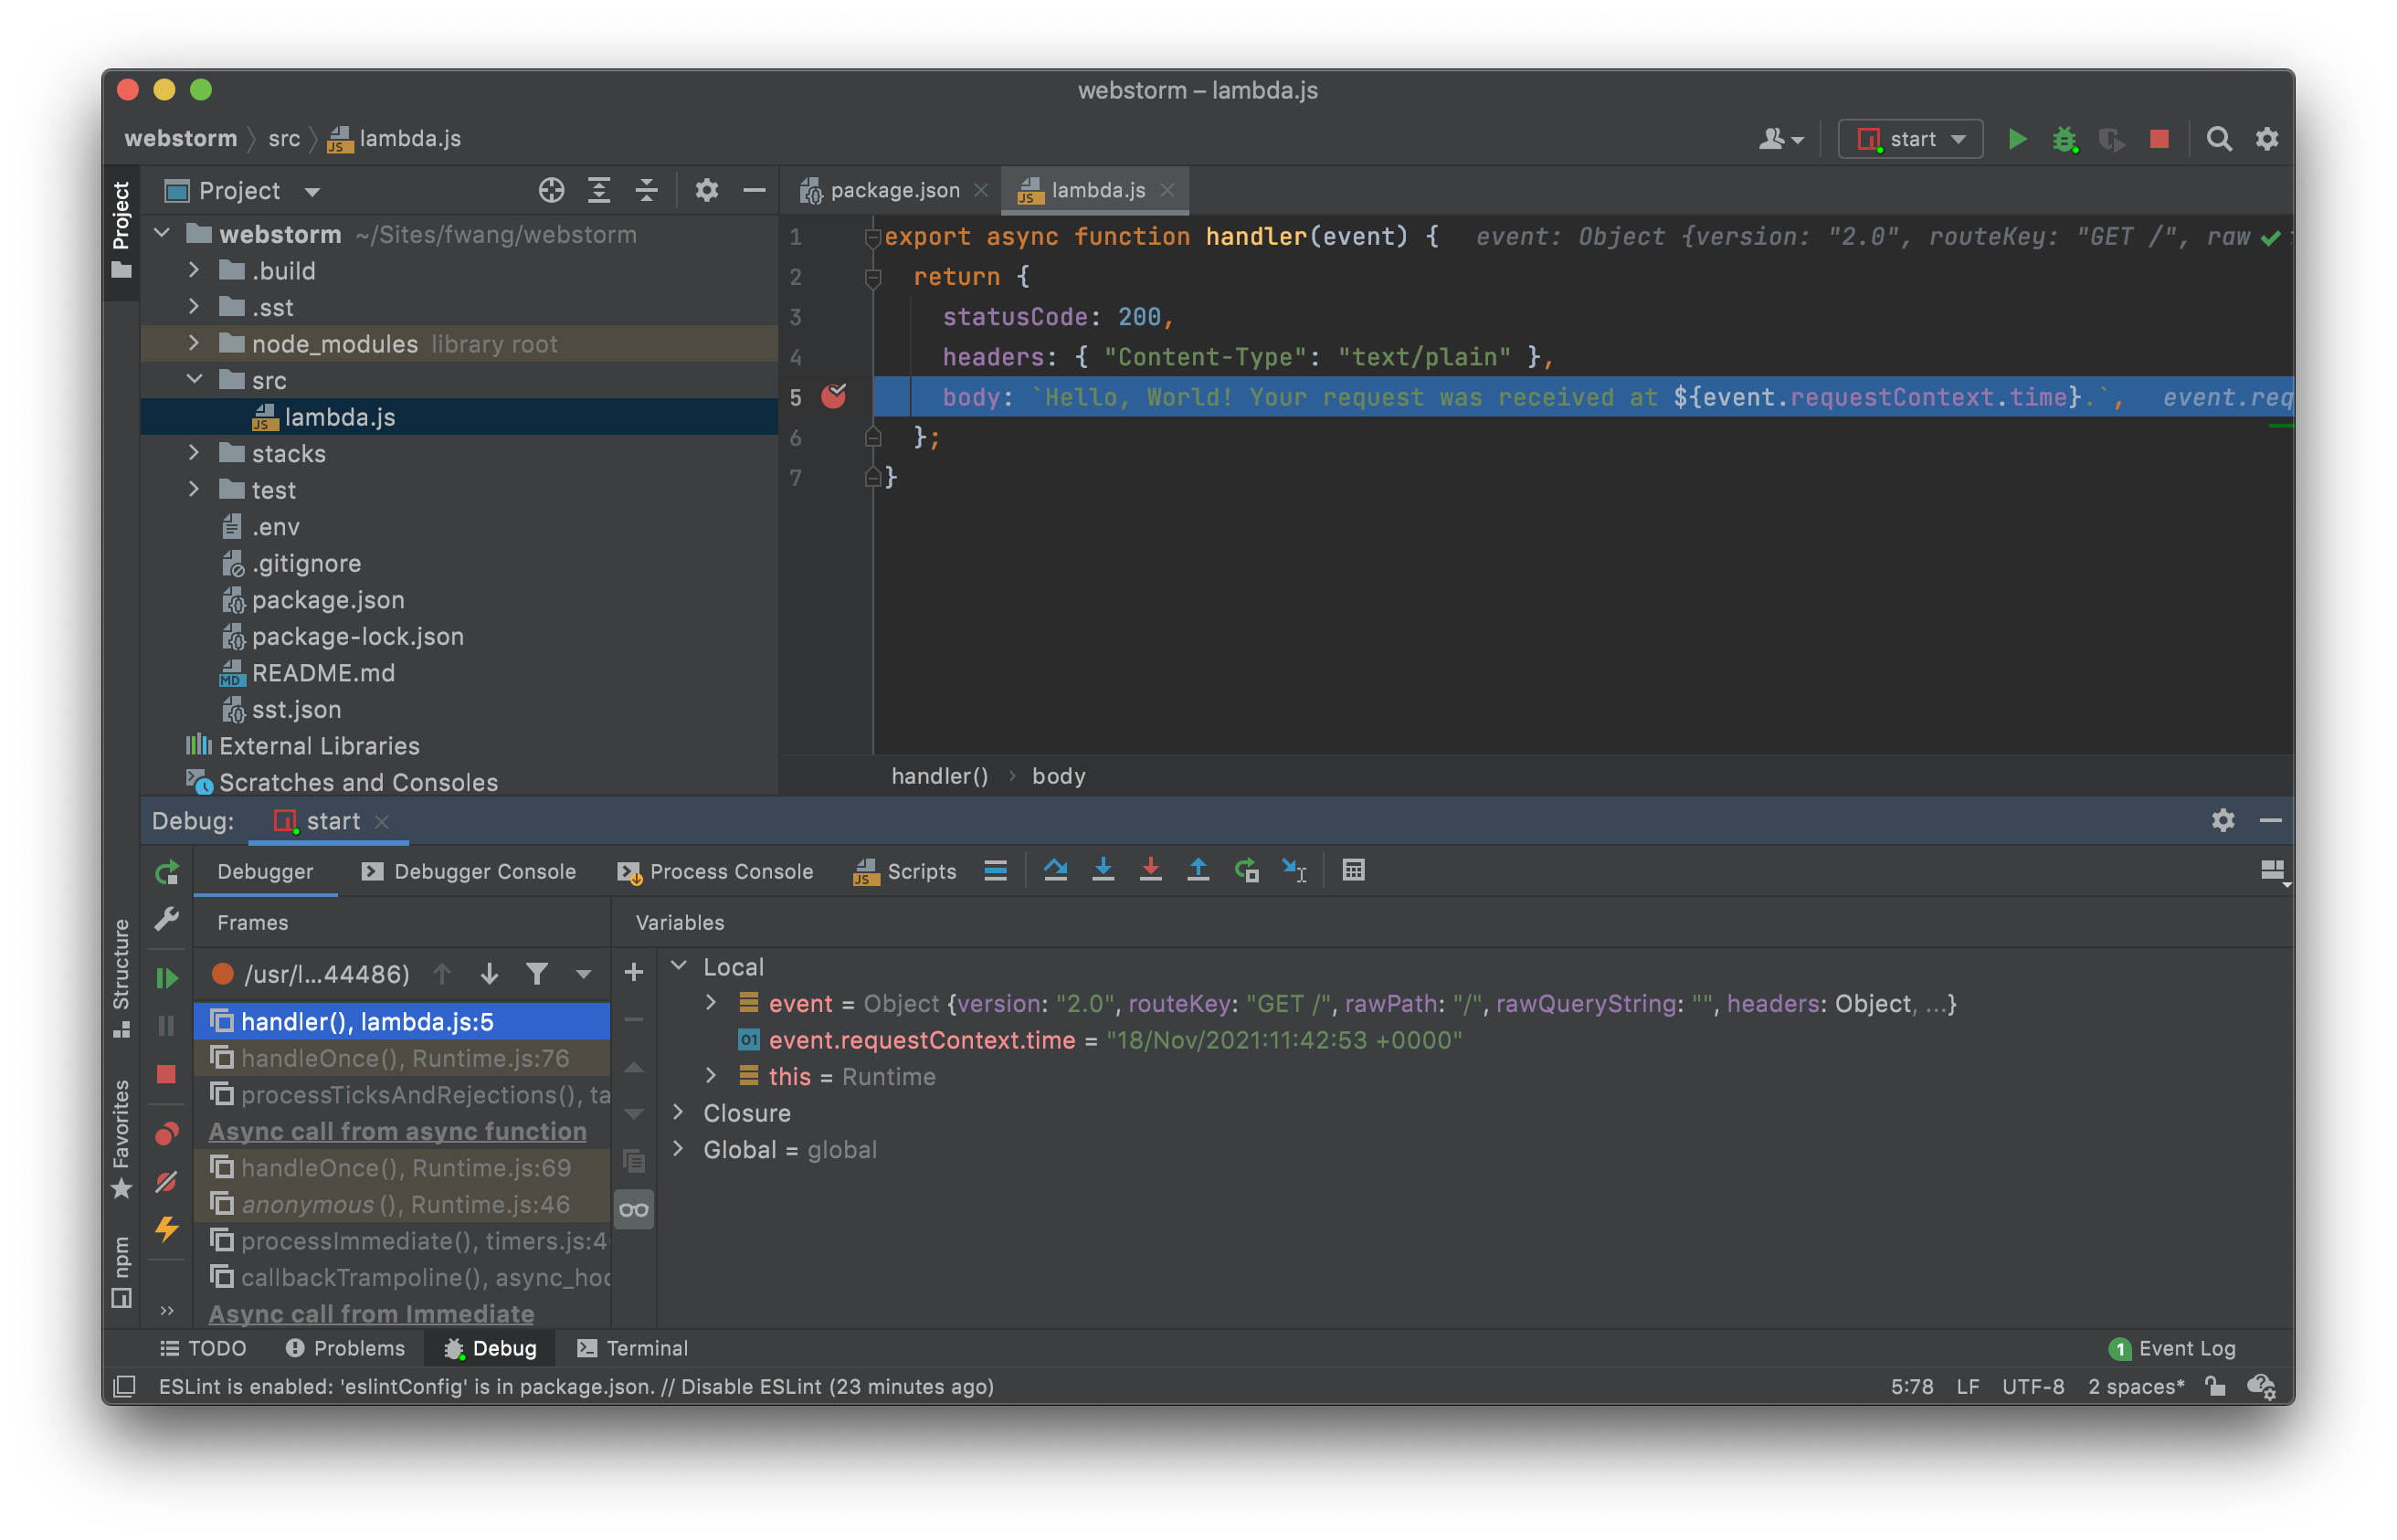 webstorm – lambda.js
webstorm src lambda.js
start
Project
Project
package.json lambda.js
webstorm ~/Sites/fwang/webstorm
.build
.sst
node_modules library root
src
lambda.js
stacks
test
.env
.gitignore
package.json
package-lock.json
README.md
sst.json
External Libraries
Scratches and Consoles
1 export async function handler(event) { event: Object {version: "2.0", routeKey: "GET /", raw
2 return {
3 statusCode: 200,
4 headers: { "Content-Type": "text/plain" },
5 body: `Hello, World! Your request was received at ${event.requestContext.time}.`, event.req
6 };
7 }
handler() › body
Debug: start
Debugger Debugger Console Process Console Scripts
Frames
Variables
/usr/l...44486)
handler(), lambda.js:5
handleOnce(), Runtime.js:76
processTicksAndRejections(), ta
Async call from async function
handleOnce(), Runtime.js:69
anonymous (), Runtime.js:46
processImmediate(), timers.js:4
callbackTrampoline(), async_hoo
Async call from Immediate
Local
event = Object {version: "2.0", routeKey: "GET /", rawPath: "/", rawQueryString: "", headers: Object, ...}
01 event.requestContext.time = "18/Nov/2021:11:42:53 +0000"
this = Runtime
Closure
Global = global
Structure
Favorites
npm
TODO Problems Debug Terminal
1 Event Log
ESLint is enabled: 'eslintConfig' is in package.json. // Disable ESLint (23 minutes ago)
5:78 LF UTF-8 2 spaces*